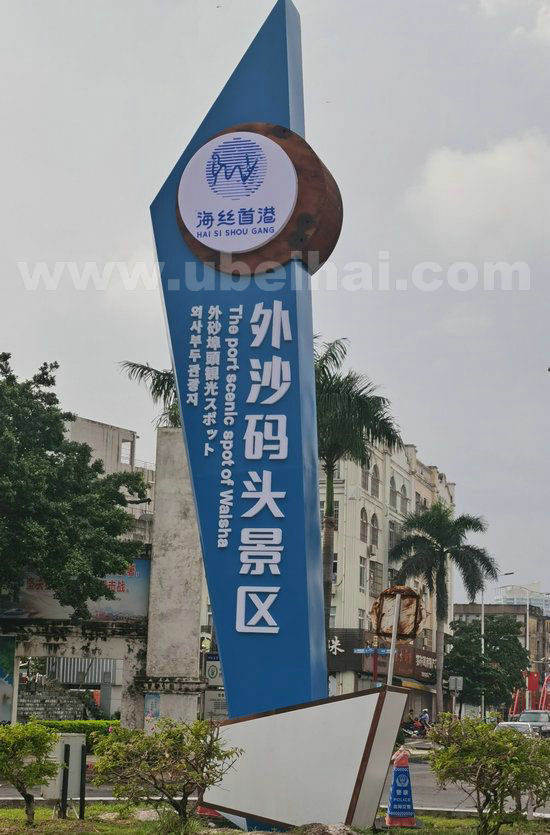 海丝首港
HAI SI SHOU GANG
www.ubeihai.com
外沙码头景区
The port scenic spot of Waisha
外砂埠頭観光スポット
외사부두관광지
POLICE